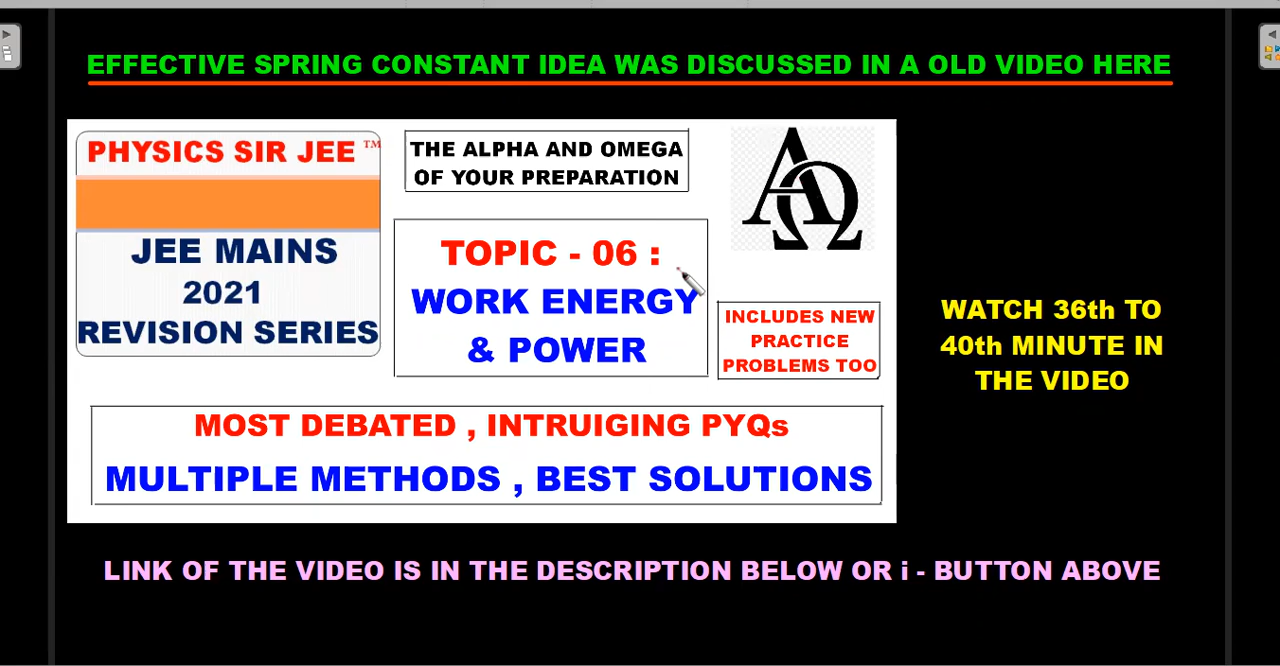 EFFECTIVE SPRING CONSTANT IDEA WAS DISCUSSED IN A OLD VIDEO HERE
PHYSICS SIR JEE™
JEE MAINS
2021
REVISION SERIES
THE ALPHA AND OMEGA
OF YOUR PREPARATION
ΑΩ
TOPIC - 06 :
WORK ENERGY
& POWER
INCLUDES NEW
PRACTICE
PROBLEMS TOO
MOST DEBATED , INTRUIGING PYQs
MULTIPLE METHODS , BEST SOLUTIONS
WATCH 36th TO
40th MINUTE IN
THE VIDEO
LINK OF THE VIDEO IS IN THE DESCRIPTION BELOW OR i - BUTTON ABOVE